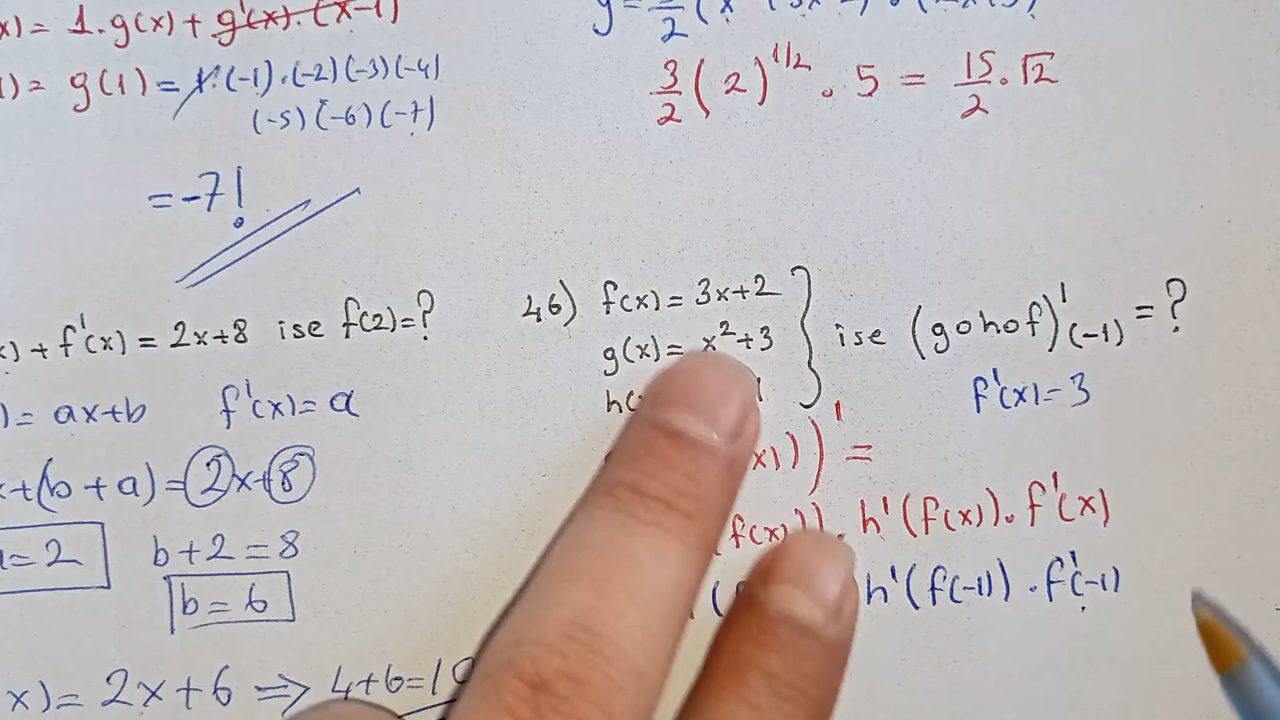 x) = 1.g(x) + g'(x).(x-1)
1) = g(1) = 1.(-1).(-2)(-3)(-4)
(-5)(-6)(-7)
= -7!
x) + f'(x) = 2x+8 ise f(2)=?
) = ax+b f'(x) = a
x+(b+a) = 2x+8
= 2 b+2 = 8
b = 6
x) = 2x+6 ⇒ 4+6=10
3/2 (2)^1/2 . 5 = 15/2 . √2
46) f(x) = 3x+2
g(x) = x²+3
h(
ise (gohof)'(-1) = ?
f'(x) = 3
x)))' =
f(x)). h'(f(x)). f'(x)
h'(f(-1)) . f'(-1)